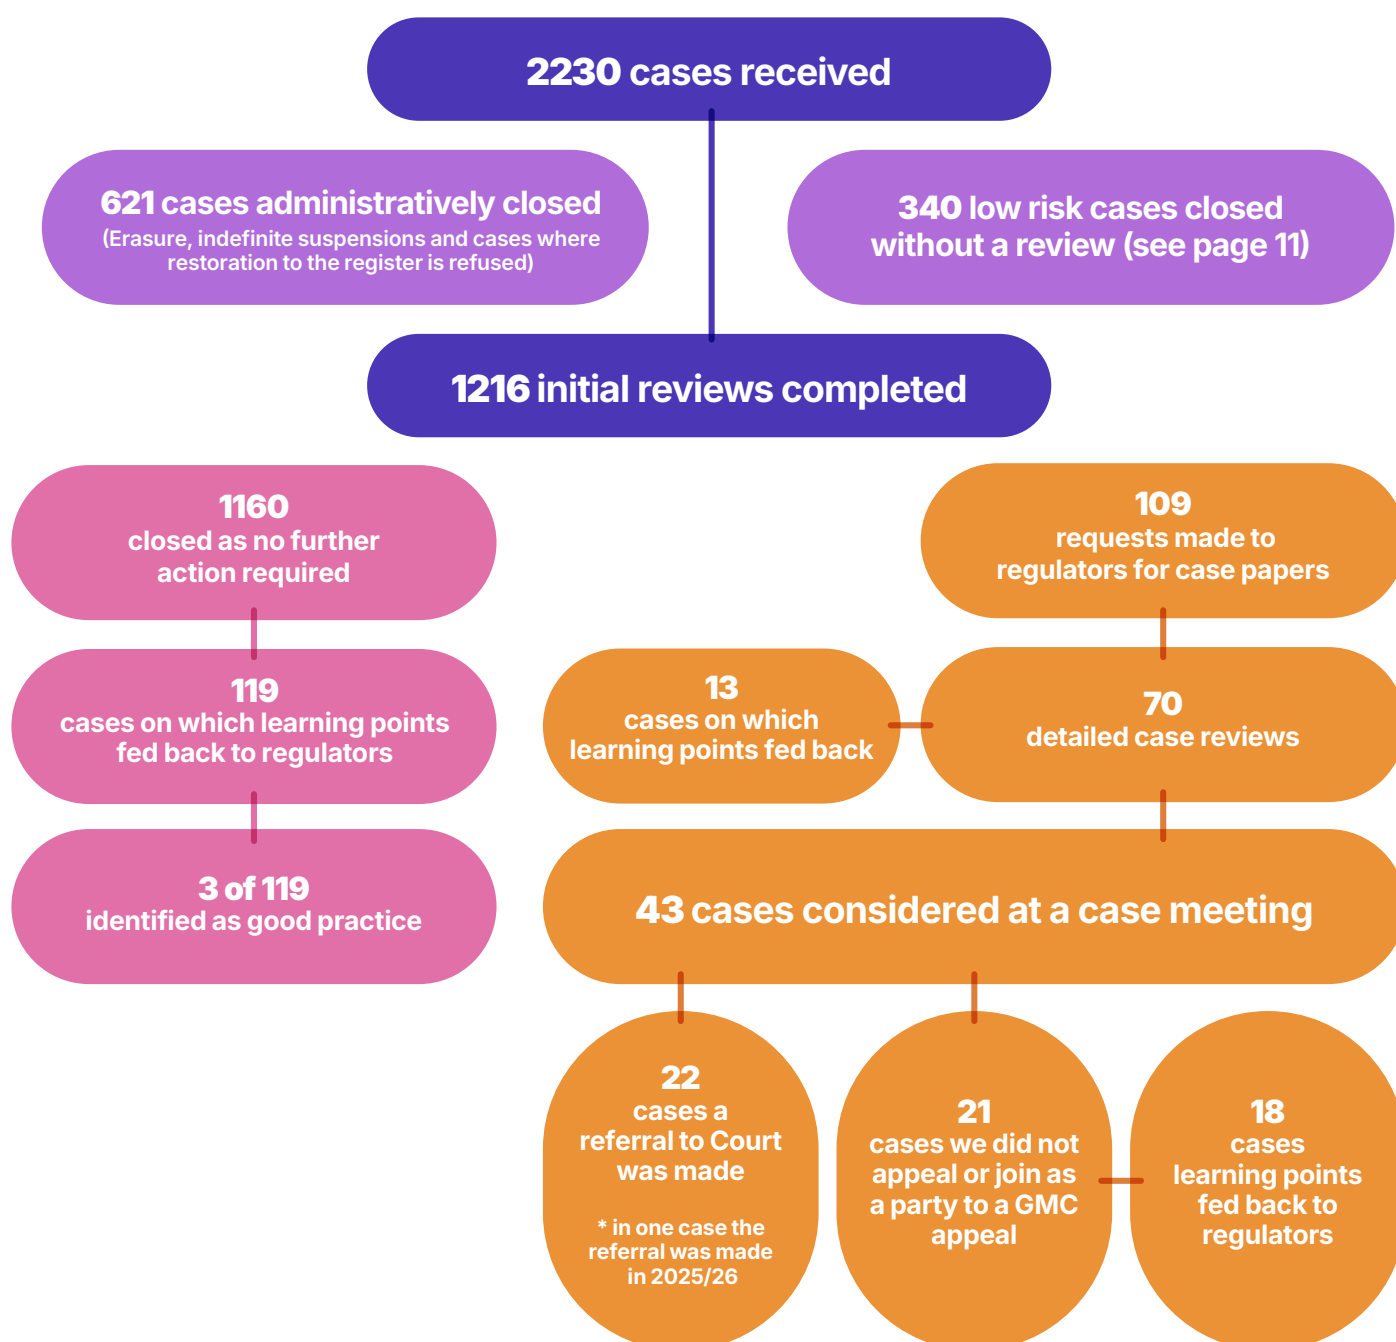 2230 cases received
621 cases administratively closed
(Erasure, indefinite suspensions and cases where
restoration to the register is refused)
340 low risk cases closed
without a review (see page 11)
1216 initial reviews completed
1160
closed as no further
action required
109
requests made to
regulators for case papers
119
cases on which learning points
fed back to regulators
13
cases on which
learning points fed back
70
detailed case reviews
3 of 119
identified as good practice
43 cases considered at a case meeting
22
cases a
referral to Court
was made
* in one case the
referral was made
in 2025/26
21
cases we did not
appeal or join as
a party to a GMC
appeal
18
cases
learning points
fed back to
regulators